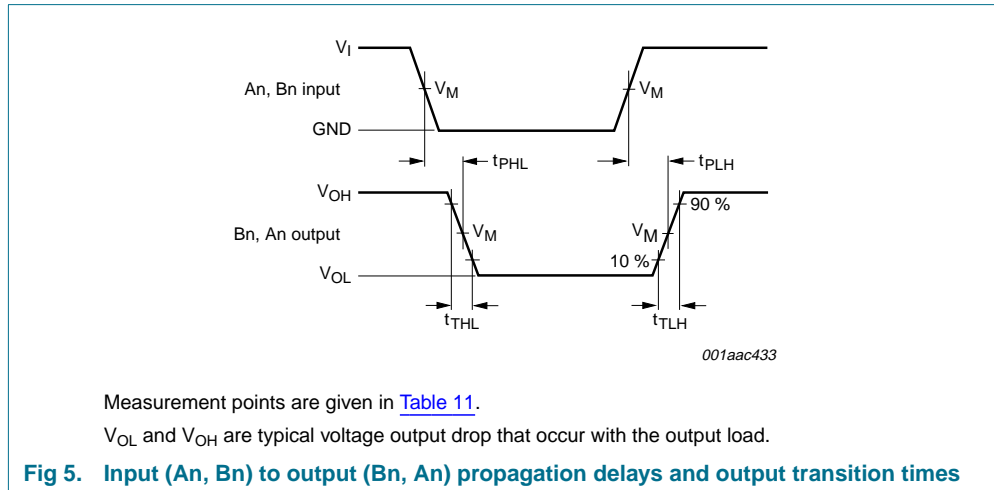 VI
An, Bn input
VM
VM
GND
tPHL
tPLH
VOH
90 %
Bn, An output
VM
VM
10 %
VOL
tTHL
tTLH
001aac433
Measurement points are given in Table 11.
VOL and VOH are typical voltage output drop that occur with the output load.
Fig 5. Input (An, Bn) to output (Bn, An) propagation delays and output transition times